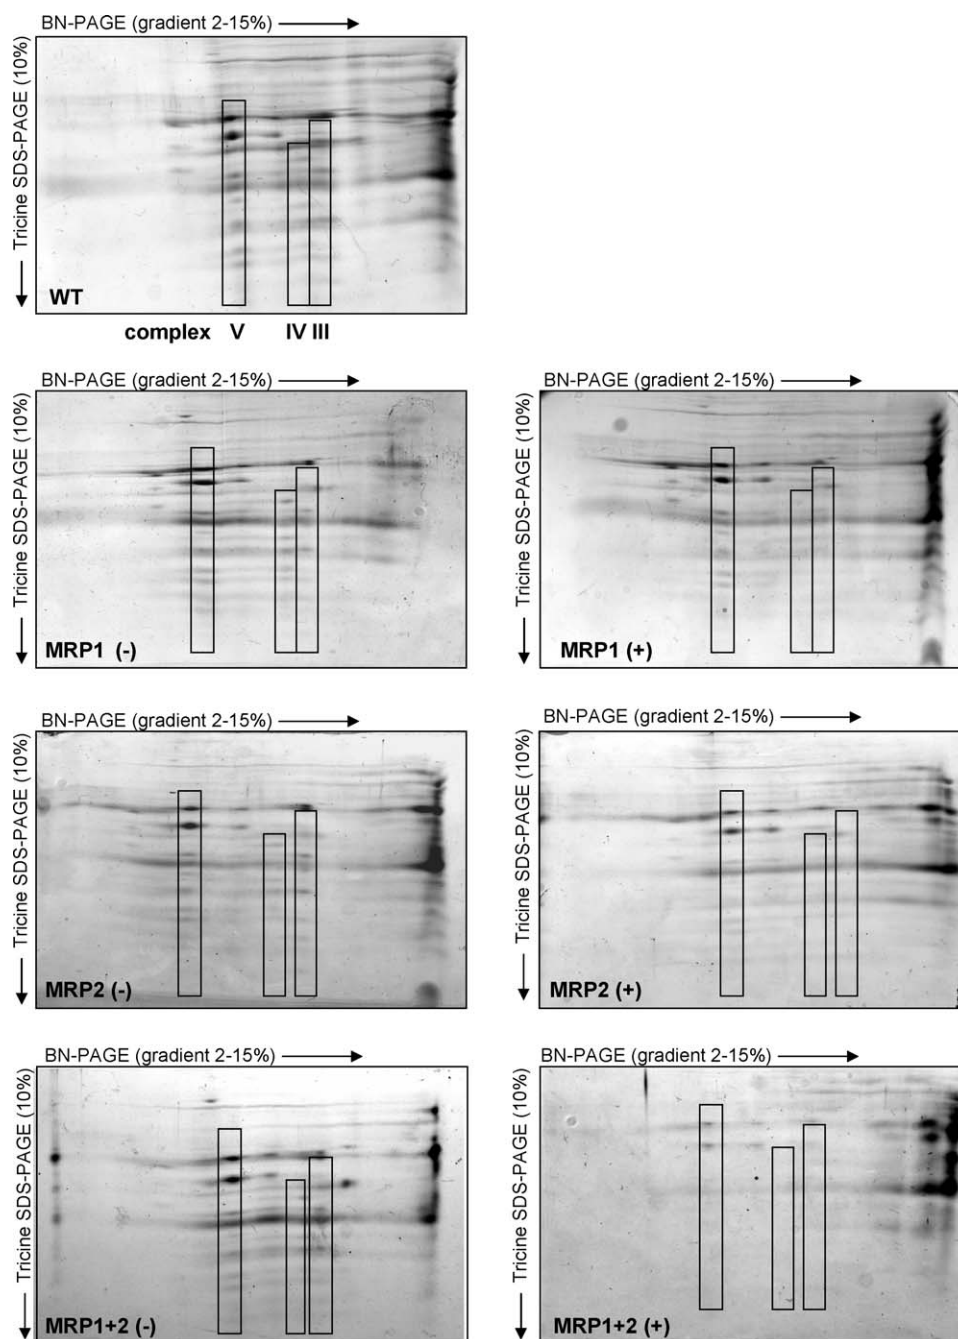 BN-PAGE (gradient 2-15%)
Tricine SDS-PAGE (10%)
WT
complex V IV III
BN-PAGE (gradient 2-15%)
Tricine SDS-PAGE (10%)
MRP1 (-)
BN-PAGE (gradient 2-15%)
Tricine SDS-PAGE (10%)
MRP1 (+)
BN-PAGE (gradient 2-15%)
Tricine SDS-PAGE (10%)
MRP2 (-)
BN-PAGE (gradient 2-15%)
Tricine SDS-PAGE (10%)
MRP2 (+)
BN-PAGE (gradient 2-15%)
Tricine SDS-PAGE (10%)
MRP1+2 (-)
BN-PAGE (gradient 2-15%)
Tricine SDS-PAGE (10%)
MRP1+2 (+)